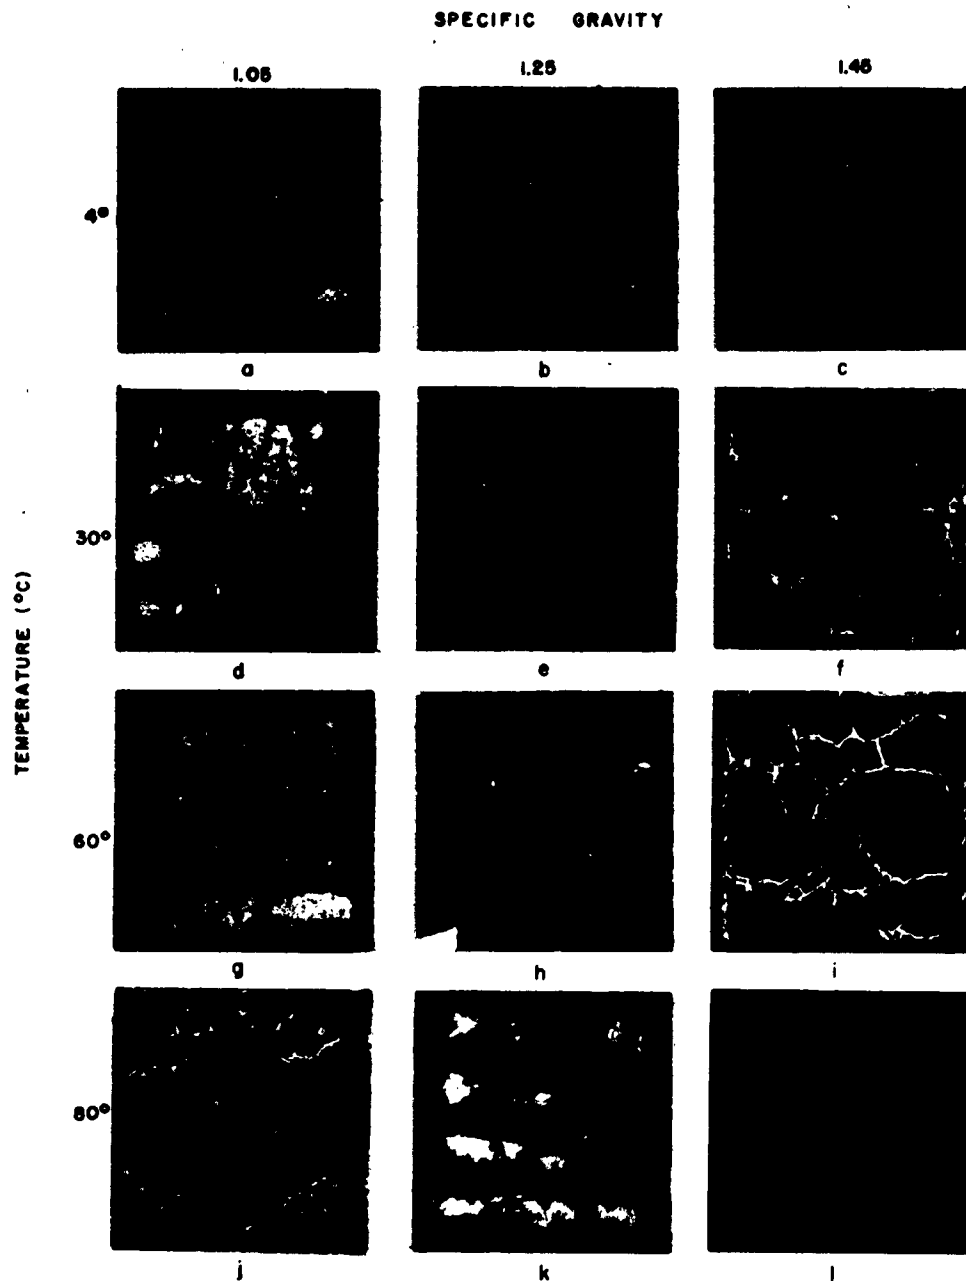 SPECIFIC GRAVITY
1.05 1.25 1.45
4°
a b c
30°
d e f
TEMPERATURE (°C)
60°
g h i
80°
j k l